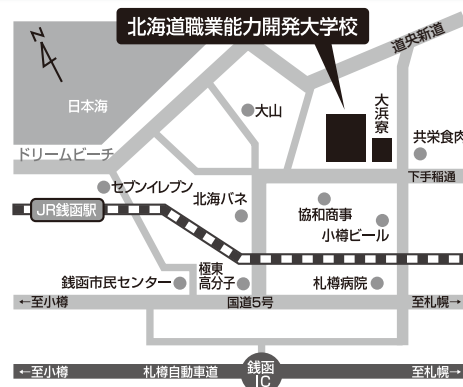 北海道職業能力開発大学校
N
道央新道
日本海
大山
大浜寮
共栄食肉
ドリームビーチ
下手稲通
セブンイレブン
北海バネ
協和商事
JR銭函駅
小樽ビール
銭函市民センター
極東
高分子
札樽病院
←至小樽
国道5号
至札幌→
←至小樽
札樽自動車道
銭函
IC
至札幌→